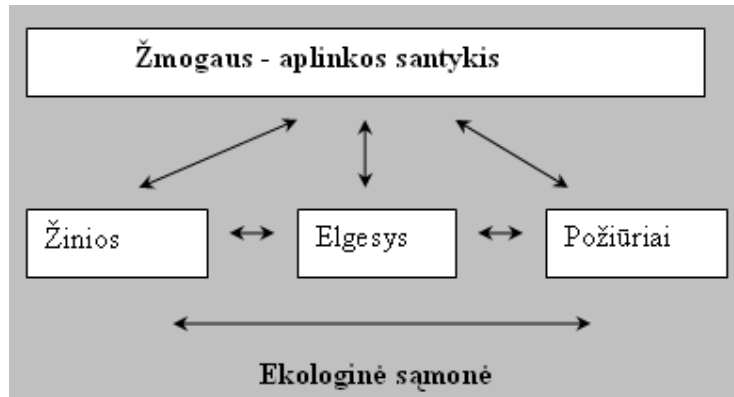 Žmogaus - aplinkos santykis
Žinios
Elgesys
Požiūriai
Ekologinė sąmonė